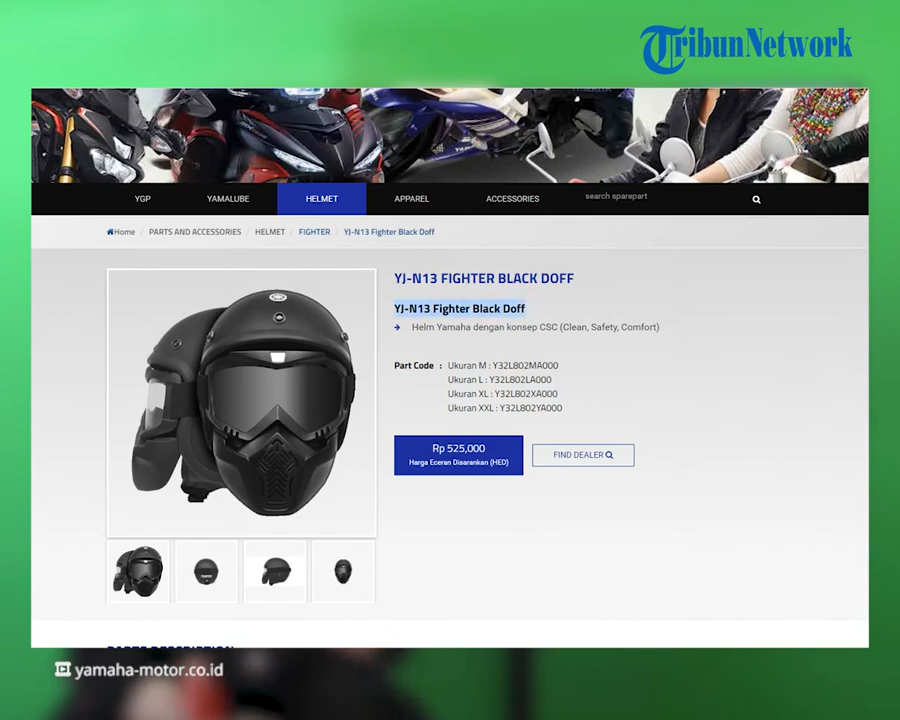 TribunNetwork
YAMAHA
YGP
YAMALUBE
HELMET
APPAREL
ACCESSORIES
search sparepart
Home / PARTS AND ACCESSORIES / HELMET / FIGHTER / YJ-N13 Fighter Black Doff
YJ-N13 FIGHTER BLACK DOFF
YJ-N13 Fighter Black Doff
Helm Yamaha dengan konsep CSC (Clean, Safety, Comfort)
Part Code : Ukuran M : Y32L802MA000
Ukuran L : Y32L802LA000
Ukuran XL : Y32L802XA000
Ukuran XXL : Y32L802YA000
Rp 525,000
Harga Eceran Disarankan (HED)
FIND DEALER
PARTS DESCRIPTION
yamaha-motor.co.id